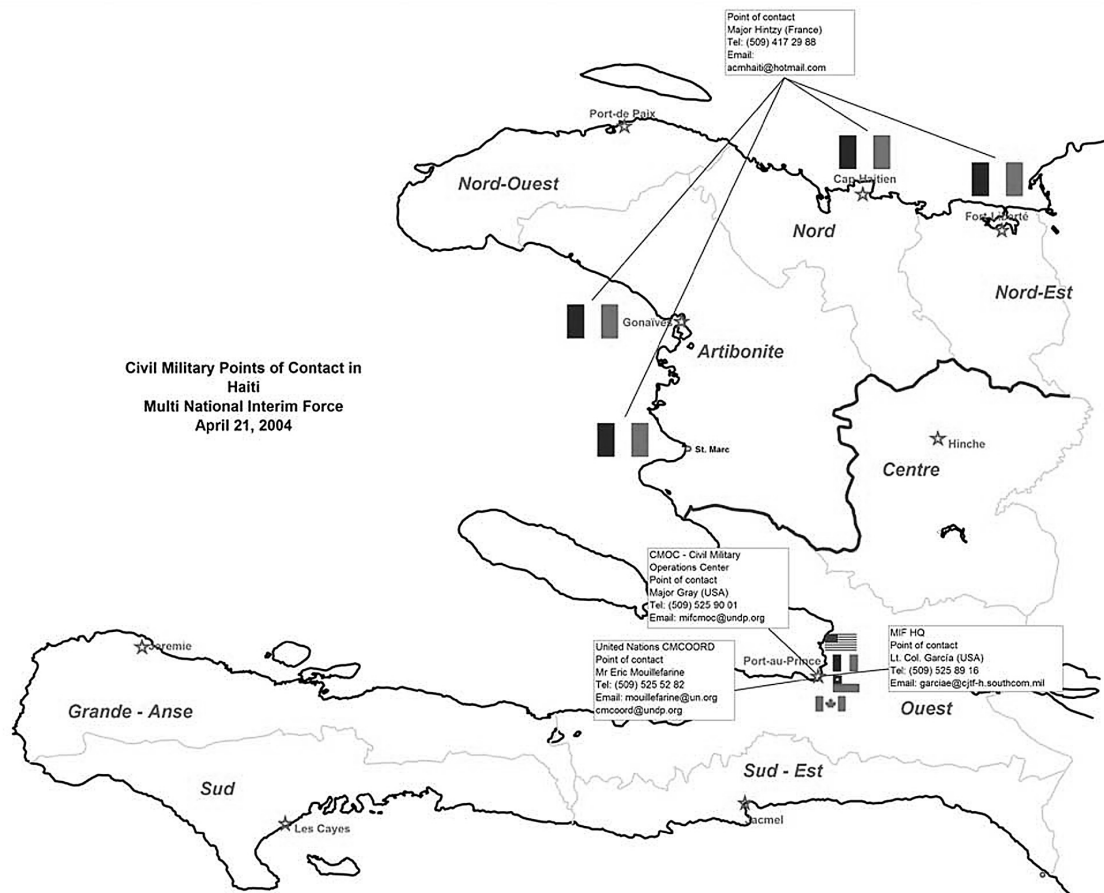 Point of contact
Major Hintzy (France)
Tel: (509) 417 29 88
Email:
acmhaiti@hotmail.com
Port-de Paix
Nord-Ouest
Cap-Haïtien
Fort-Liberté
Nord
Nord-Est
Gonaïves
Artibonite
Civil Military Points of Contact in
Haiti
Multi National Interim Force
April 21, 2004
St. Marc
Hinche
Centre
CMOC - Civil Military
Operations Center
Point of contact
Major Gray (USA)
Tel: (509) 525 90 01
Email: mifcmoc@undp.org
United Nations CMCOORD
Point of contact
Mr Eric Mouillefarine
Tel: (509) 525 52 82
Email: mouillefarine@un.org
cmcoord@undp.org
Port-au-Prince
MIF HQ
Point of contact
Lt. Col. García (USA)
Tel: (509) 525 89 16
Email: garciae@cjtf-h.southcom.mil
Ouest
Jeremie
Grande - Anse
Sud
Sud - Est
Les Cayes
Jacmel